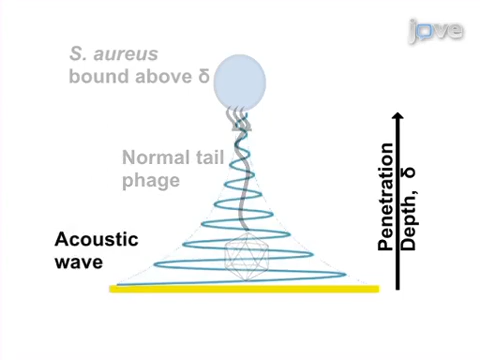 jove
S. aureus
bound above δ
Normal tail
phage
Acoustic
wave
Penetration
Depth, δ